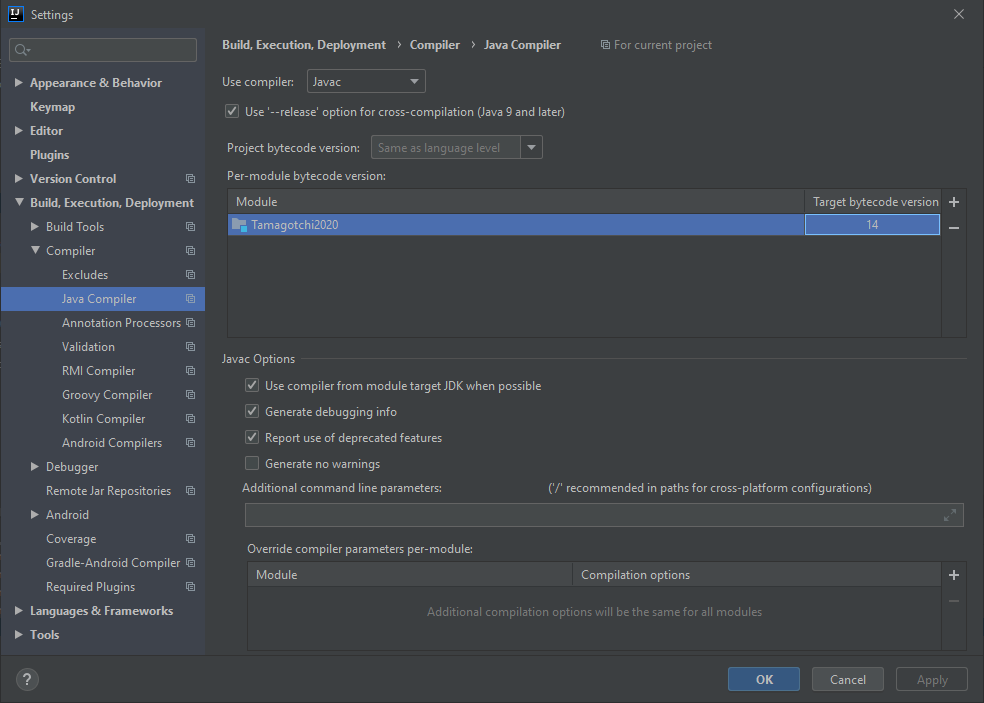 Settings
Appearance & Behavior
Keymap
Editor
Plugins
Version Control
Build, Execution, Deployment
Build Tools
Compiler
Excludes
Java Compiler
Annotation Processors
Validation
RMI Compiler
Groovy Compiler
Kotlin Compiler
Android Compilers
Debugger
Remote Jar Repositories
Android
Coverage
Gradle-Android Compiler
Required Plugins
Languages & Frameworks
Tools
Build, Execution, Deployment › Compiler › Java Compiler For current project
Use compiler: Javac
Use '--release' option for cross-compilation (Java 9 and later)
Project bytecode version: Same as language level
Per-module bytecode version:
Module Target bytecode version
Tamagotchi2020 14
Javac Options
Use compiler from module target JDK when possible
Generate debugging info
Report use of deprecated features
Generate no warnings
Additional command line parameters: ('/' recommended in paths for cross-platform configurations)
Override compiler parameters per-module:
Module Compilation options
Additional compilation options will be the same for all modules
? OK Cancel Apply